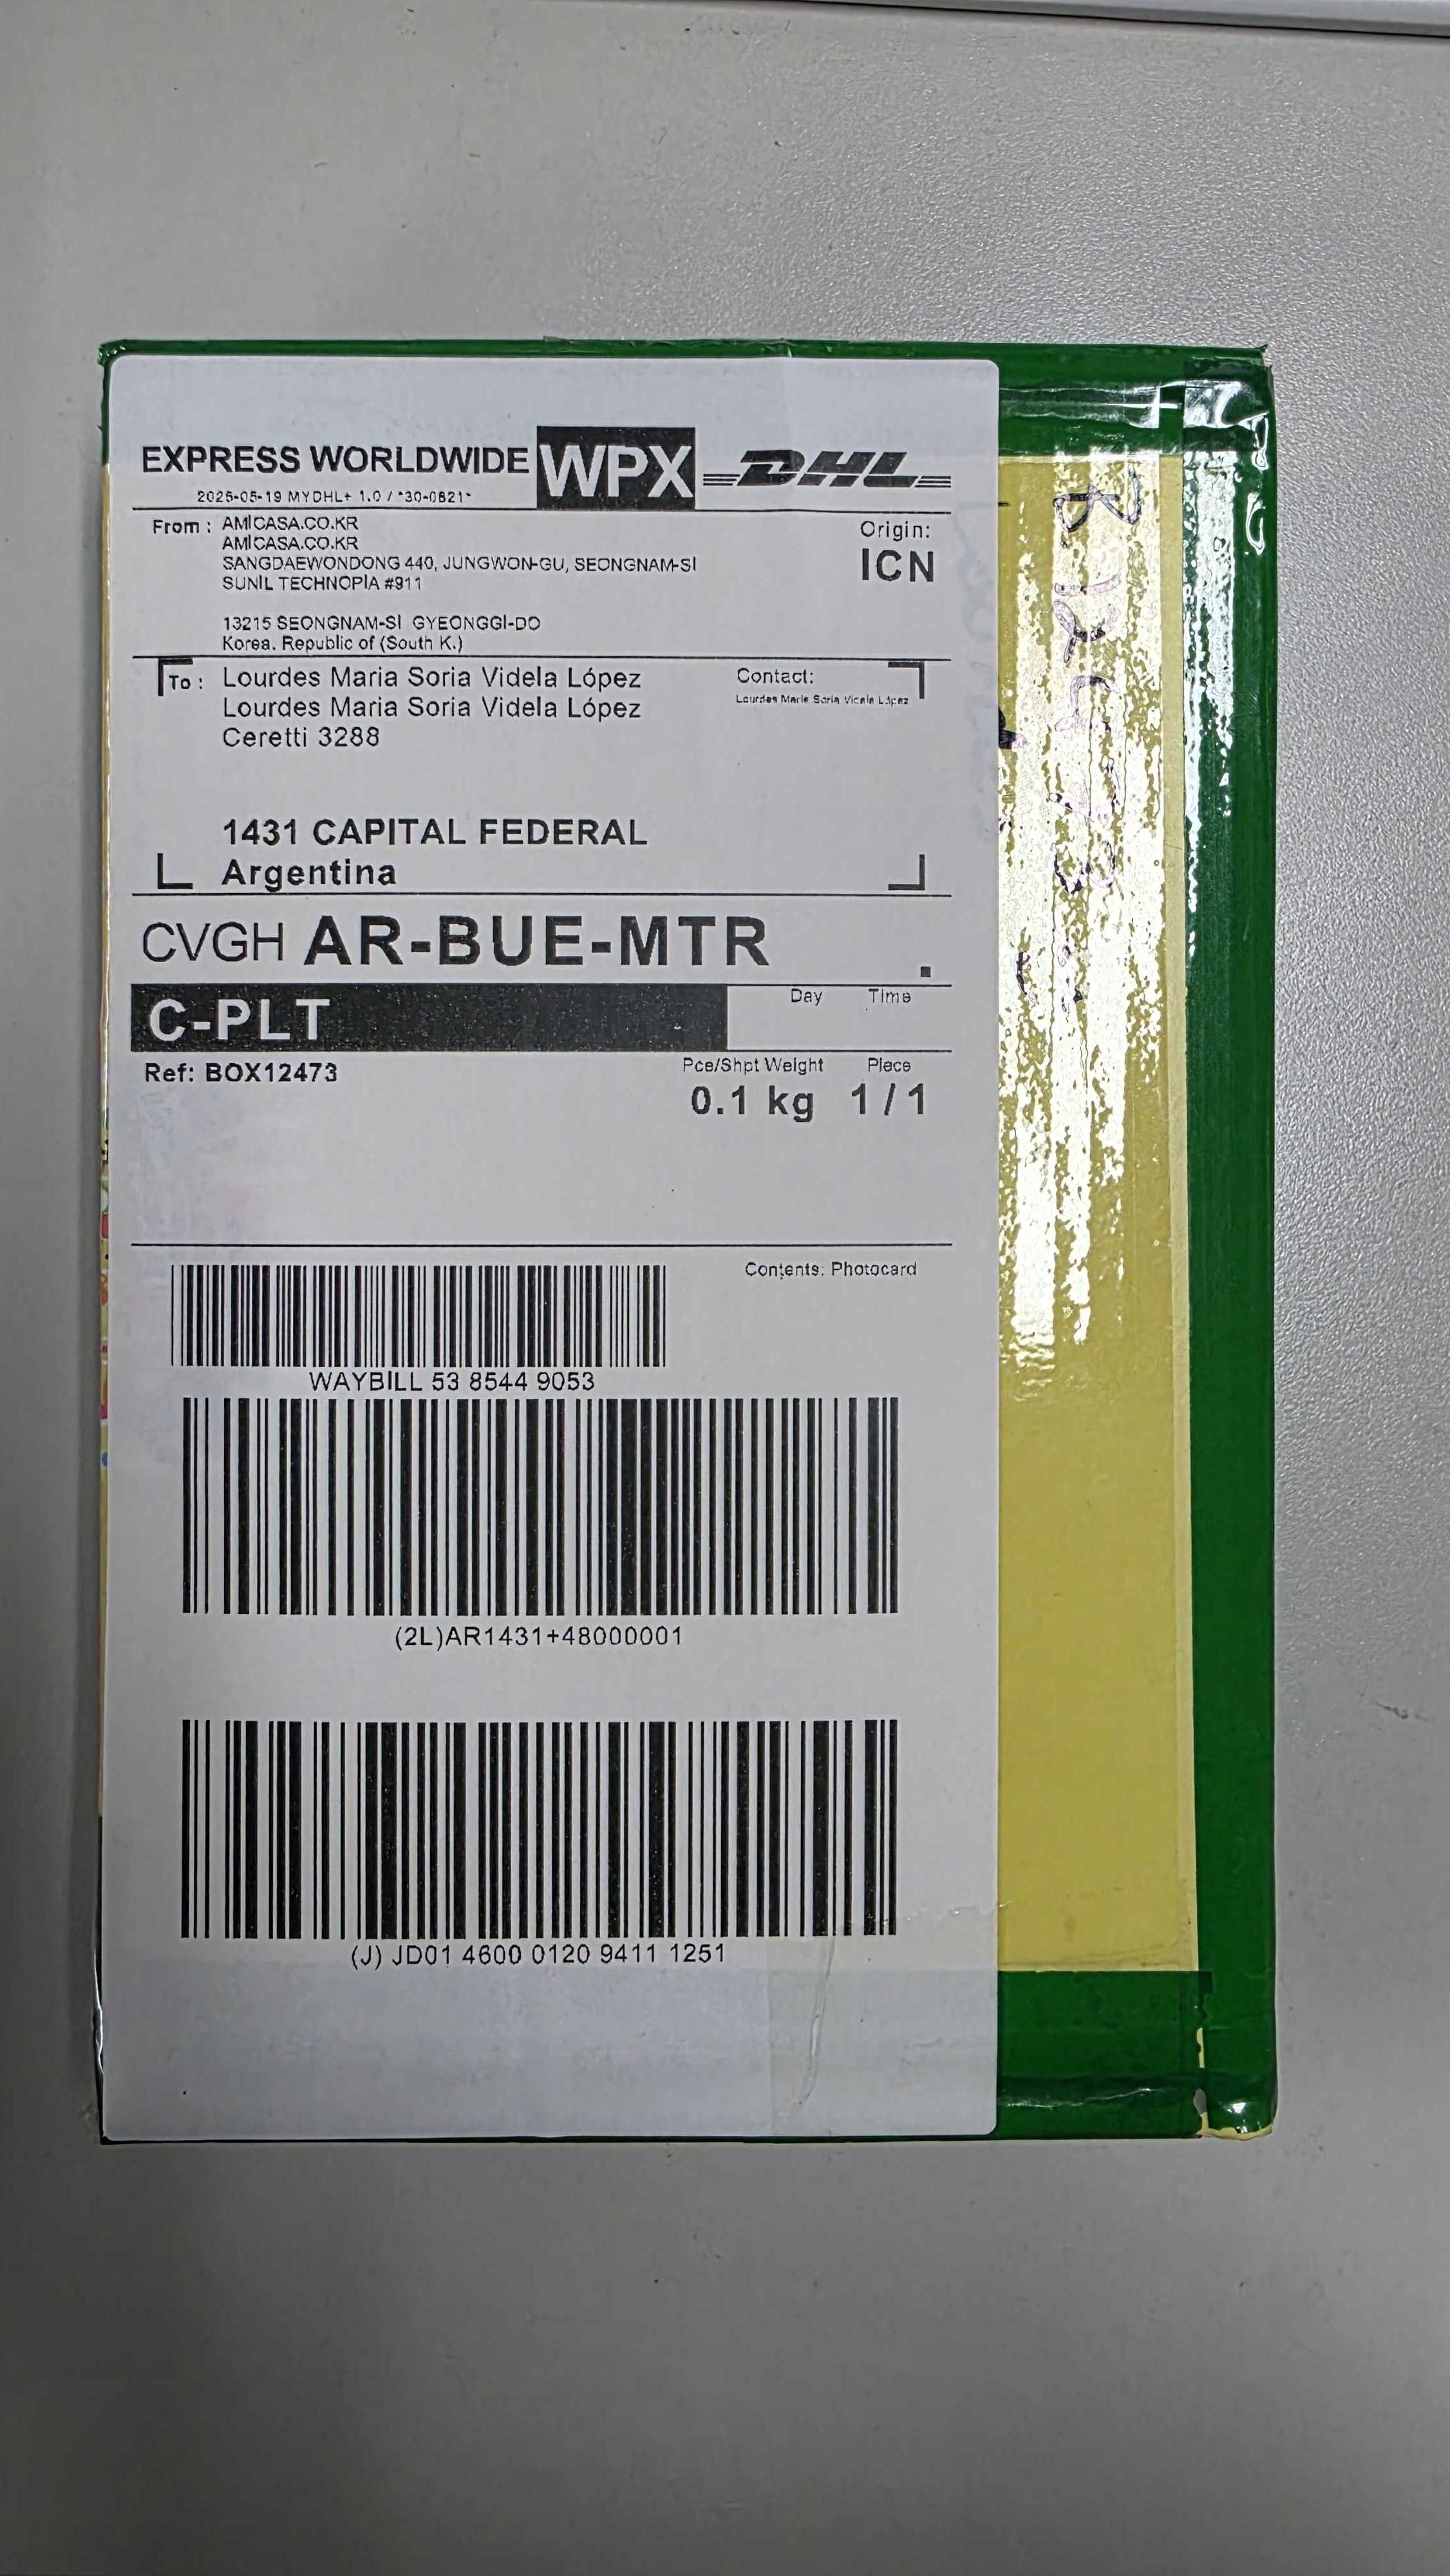 EXPRESS WORLDWIDE WPX DHL
2025-05-19 MYDHL+ 1.0 / *30-0821*
From : AMICASA.CO.KR
AMICASA.CO.KR
SANGDAEWONDONG 440, JUNGWON-GU, SEONGNAM-SI
SUNIL TECHNOPIA #911
13215 SEONGNAM-SI GYEONGGI-DO
Korea, Republic of (South K.)
Origin:
ICN
To : Lourdes Maria Soria Videla López
Lourdes Maria Soria Videla López
Ceretti 3288
1431 CAPITAL FEDERAL
Argentina
Contact:
Lourdes Maria Soria Videla López
CVGH AR-BUE-MTR
C-PLT
Day Time
Ref: BOX12473
Pce/Shpt Weight Piece
0.1 kg 1 / 1
Contents: Photocard
WAYBILL 53 8544 9053
(2L)AR1431+48000001
(J) JD01 4600 0120 9411 1251